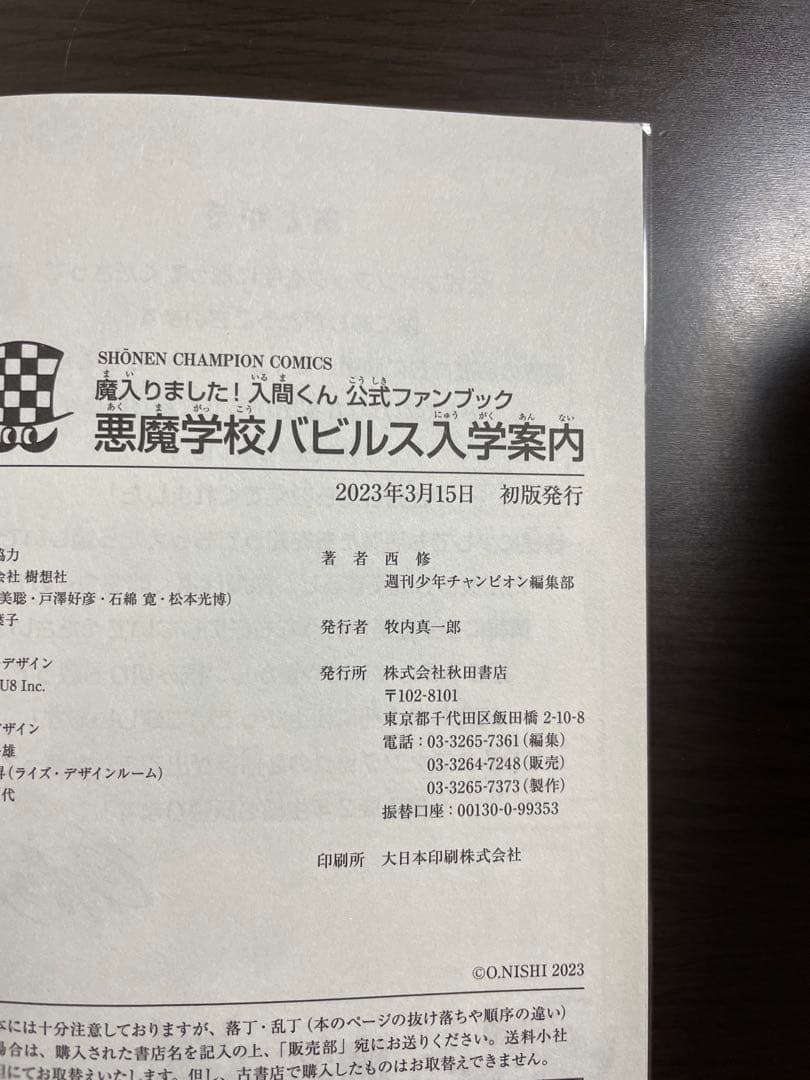 SHŌNEN CHAMPION COMICS
魔入りました！入間くん 公式ファンブック
悪魔学校バビルス入学案内
2023年3月15日 初版発行
協力
会社 樹想社
美聡・戸澤好彦・石綿 寛・松本光博）
子
デザイン
U8 Inc.
デザイン
雄
昇（ライズ・デザインルーム）
代
著 者 西 修
週刊少年チャンピオン編集部
発行者 牧内真一郎
発行所 株式会社秋田書店
〒102-8101
東京都千代田区飯田橋 2-10-8
電話：03-3265-7361（編集）
03-3264-7248（販売）
03-3265-7373（製作）
振替口座：00130-0-99353
印刷所 大日本印刷株式会社
©O.NISHI 2023
本には十分注意しておりますが、落丁・乱丁（本のページの抜け落ちや順序の違い）
場合は、購入された書店名を記入の上、「販売部」宛にお送りください。送料小社
担にてお取替えいたします。但し、古書店で購入したものはお取替えできません。